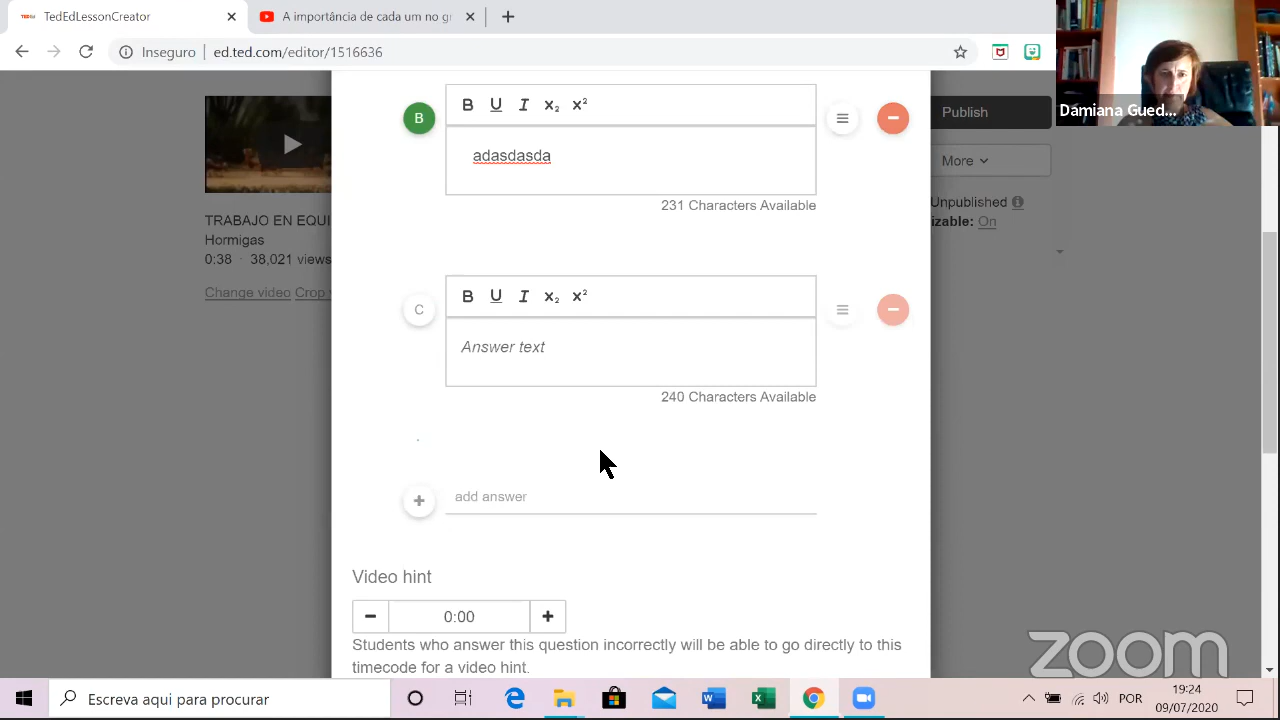 TedEdLessonCreator
A importância de cada um no gr
Inseguro
ed.ted.com/editor/1516636
Damiana Gued...
B
B U I x₂ x²
adasdasda
231 Characters Available
Publish
More
Unpublished
izable: On
TRABAJO EN EQUI
Hormigas
0:38 · 38,021 views
Change video Crop
C
B U I x₂ x²
Answer text
240 Characters Available
+ add answer
Video hint
- 0:00 +
Students who answer this question incorrectly will be able to go directly to this
timecode for a video hint.
zoom
Escreva aqui para procurar
POR
19:24
09/07/2020